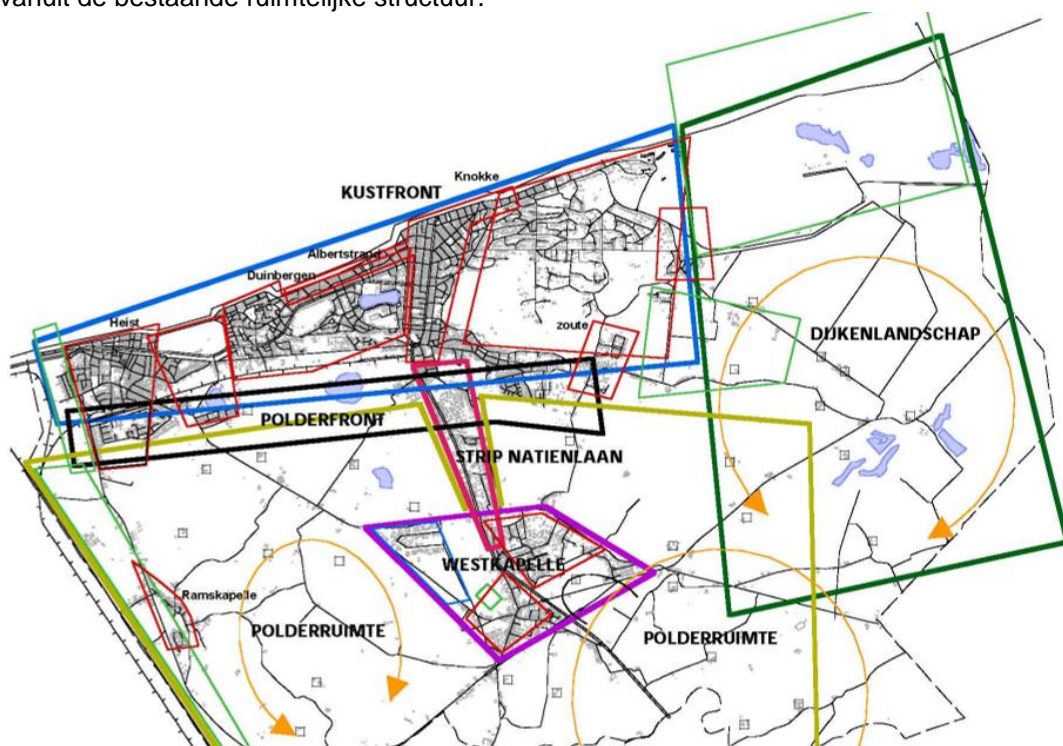 vanuit de bestaande ruimtelijke structuur.
Knokke
KUSTFRONT
Albertstrand
Duinbergen
Heist
zoute
DIJKENLANDSCHAP
POLDERFRONT
STRIP NATIENLAAN
WESTKAPELLE
Ramskapelle
POLDERRUIMTE
POLDERRUIMTE